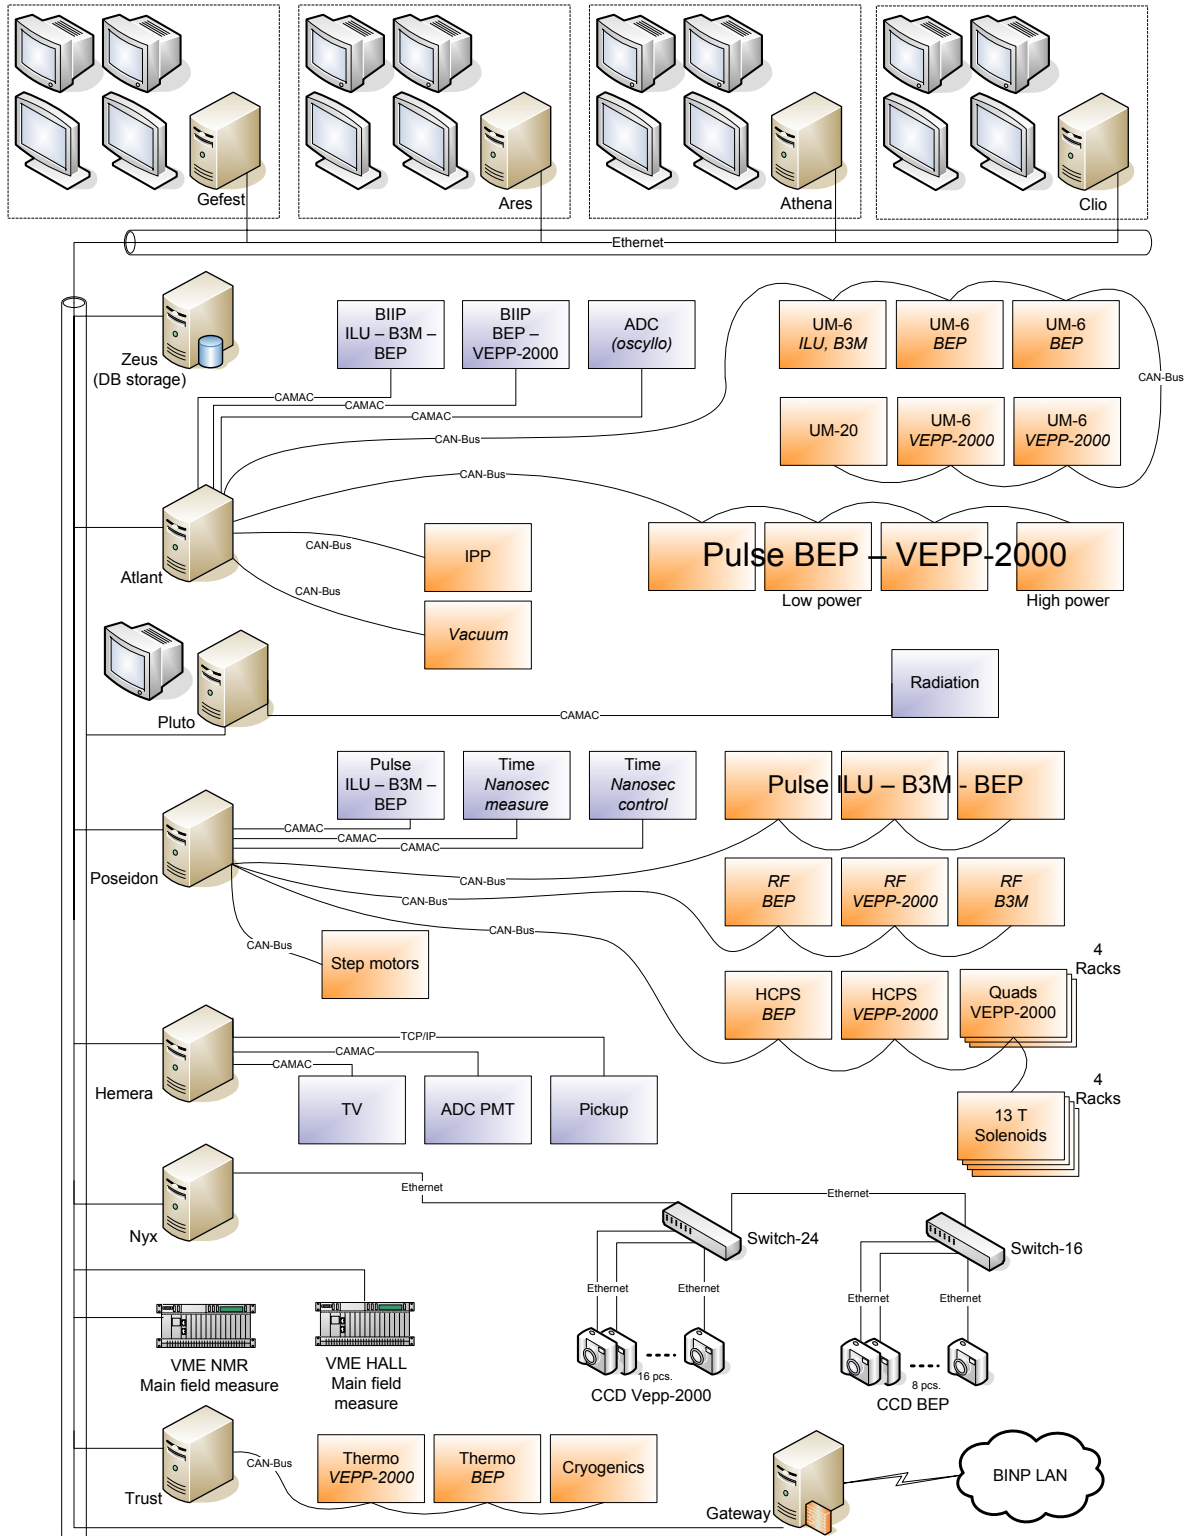 Gefest
Ares
Athena
Clio
Ethernet
Zeus
(DB storage)
BIIP
ILU – B3M –
BEP
BIIP
BEP –
VEPP-2000
ADC
(oscyllo)
UM-6
ILU, B3M
UM-6
BEP
UM-6
BEP
CAN-Bus
CAMAC
CAMAC
CAMAC
CAN-Bus
UM-20
UM-6
VEPP-2000
UM-6
VEPP-2000
CAN-Bus
Atlant
CAN-Bus
IPP
Pulse BEP – VEPP-2000
Low power
High power
CAN-Bus
Vacuum
Pluto
CAMAC
Radiation
Pulse
ILU – B3M –
BEP
Time
Nanosec
measure
Time
Nanosec
control
Pulse ILU – B3M - BEP
CAMAC
CAMAC
CAMAC
Poseidon
CAN-Bus
CAN-Bus
CAN-Bus
CAN-Bus
RF
BEP
RF
VEPP-2000
RF
B3M
Step motors
HCPS
BEP
HCPS
VEPP-2000
Quads
VEPP-2000
4
Racks
Hemera
TCP/IP
CAMAC
CAMAC
TV
ADC PMT
Pickup
13 T
Solenoids
4
Racks
Nyx
Ethernet
Ethernet
Switch-24
Switch-16
Ethernet
Ethernet
Ethernet
Ethernet
VME NMR
Main field measure
VME HALL
Main field
measure
16 pcs.
CCD Vepp-2000
8 pcs.
CCD BEP
Trust
CAN-Bus
Thermo
VEPP-2000
Thermo
BEP
Cryogenics
Gateway
BINP LAN